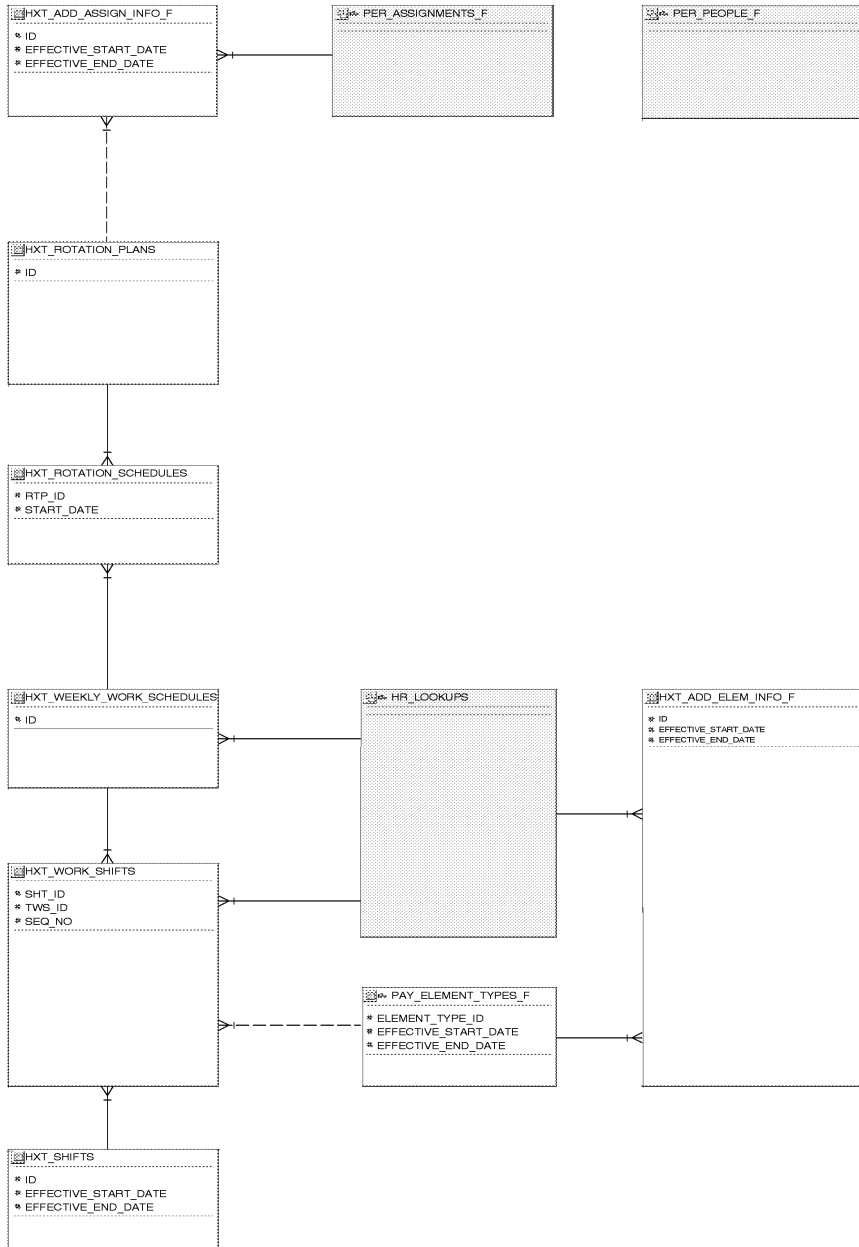 HXT_ADD_ASSIGN_INFO_F
* ID
* EFFECTIVE_START_DATE
* EFFECTIVE_END_DATE
PER_ASSIGNMENTS_F
PER_PEOPLE_F
HXT_ROTATION_PLANS
* ID
HXT_ROTATION_SCHEDULES
* RTP_ID
* START_DATE
HXT_WEEKLY_WORK_SCHEDULES
* ID
HR_LOOKUPS
HXT_ADD_ELEM_INFO_F
* ID
* EFFECTIVE_START_DATE
* EFFECTIVE_END_DATE
HXT_WORK_SHIFTS
* SHT_ID
* TWS_ID
* SEQ_NO
PAY_ELEMENT_TYPES_F
* ELEMENT_TYPE_ID
* EFFECTIVE_START_DATE
* EFFECTIVE_END_DATE
HXT_SHIFTS
* ID
* EFFECTIVE_START_DATE
* EFFECTIVE_END_DATE